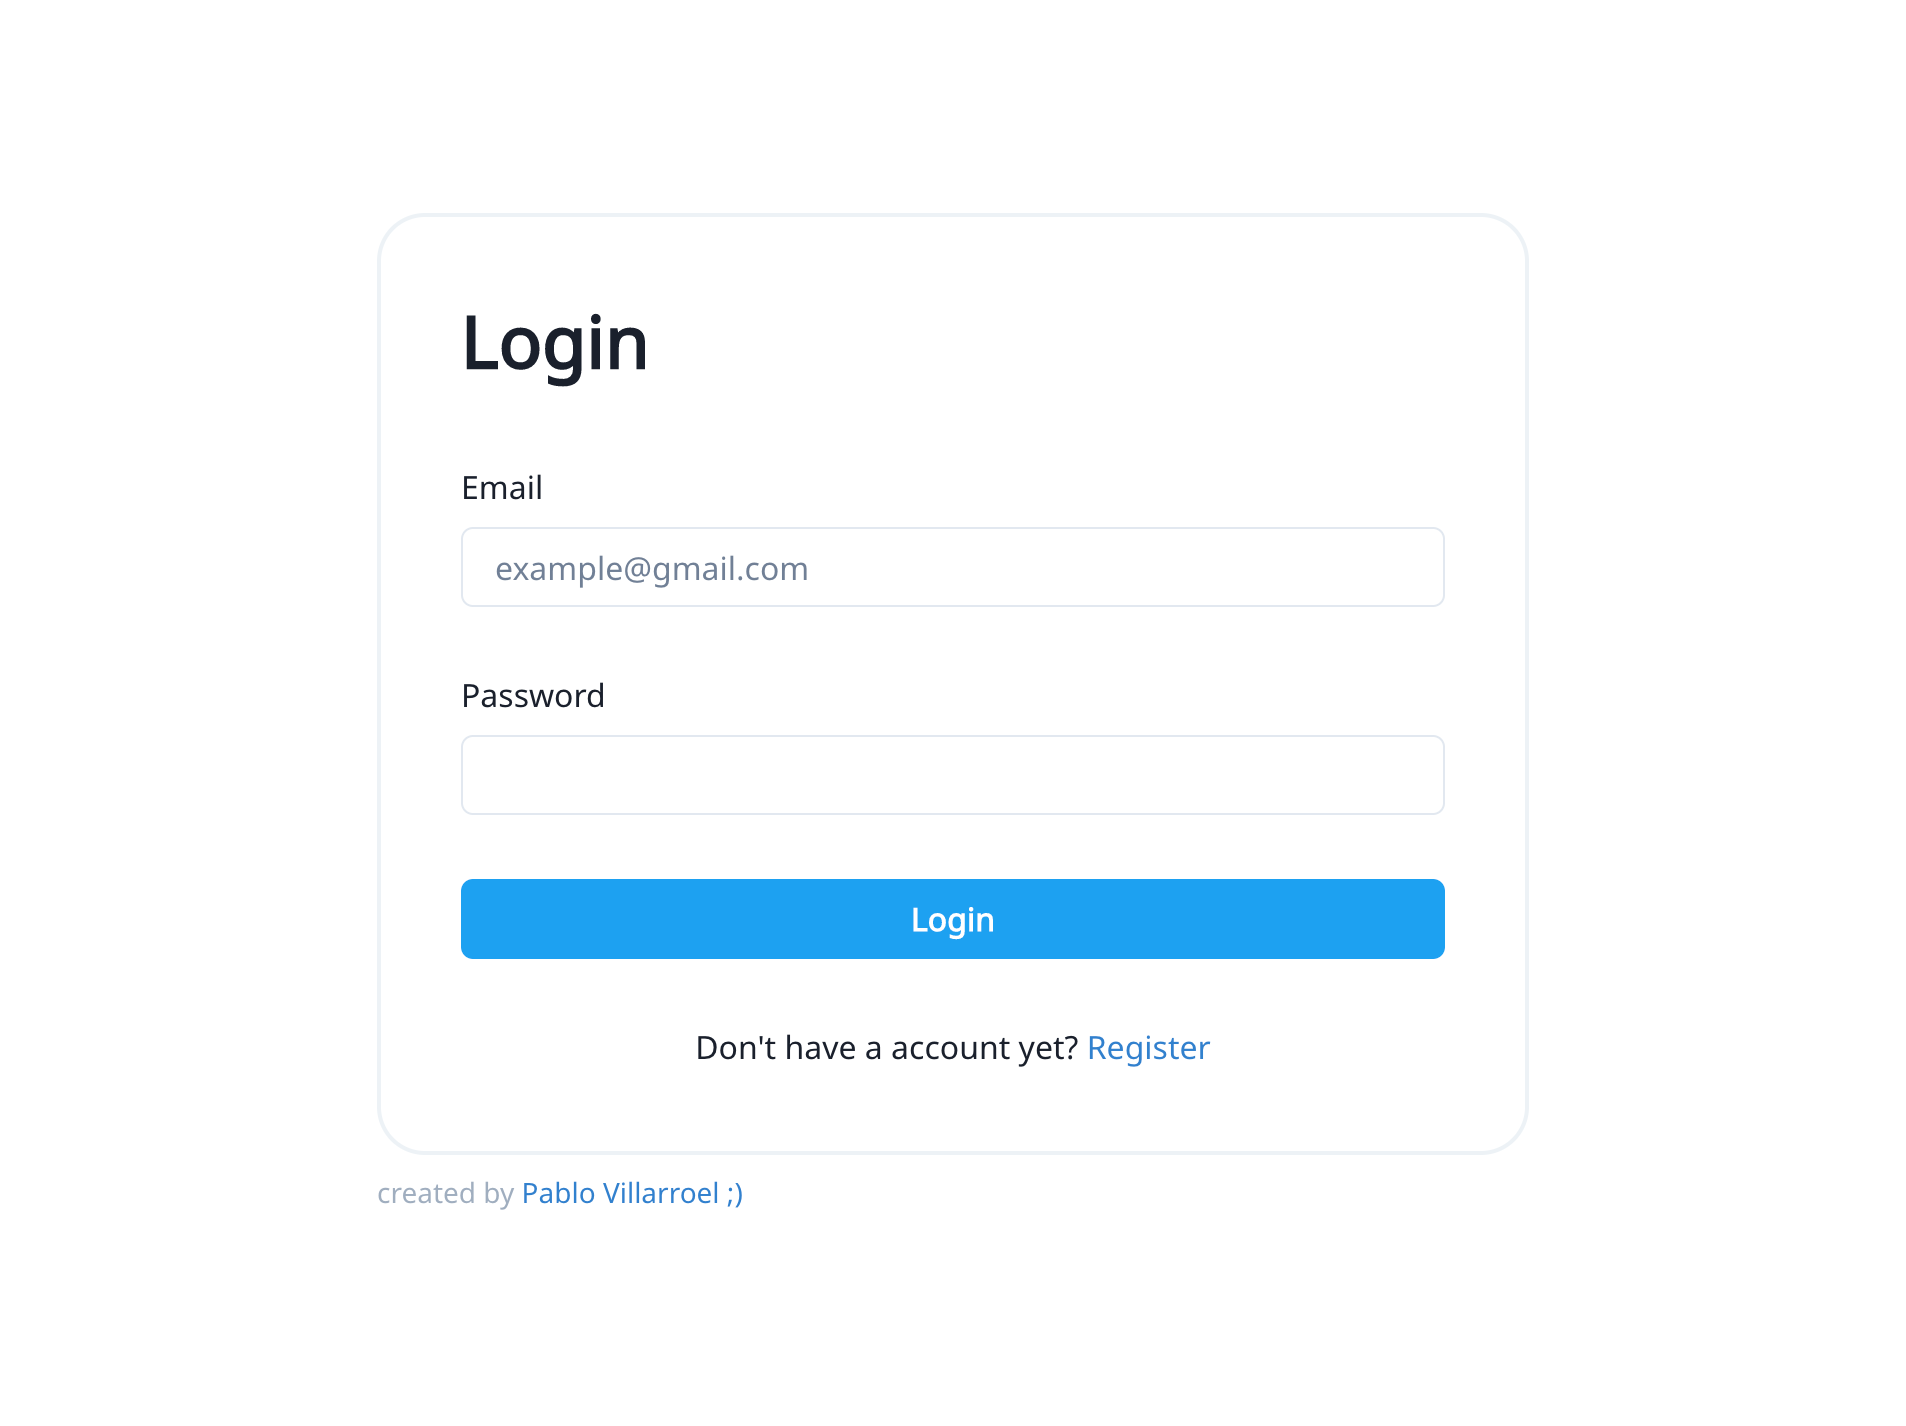 Login
Email
example@gmail.com
Password
Login
Don't have a account yet? Register
created by Pablo Villarroel ;)